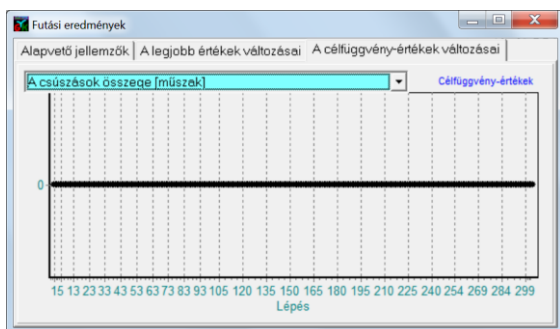 Futási eredmények
Alapvető jellemzők A legjobb értékek változásai A célfüggvény-értékek változásai
A csúszások összege [műszak] Célfüggvény-értékek
0
15 13 23 33 43 53 63 73 83 93 105 120 135 150 165 180 195 210 225 240 254 269 284 299
Lépés